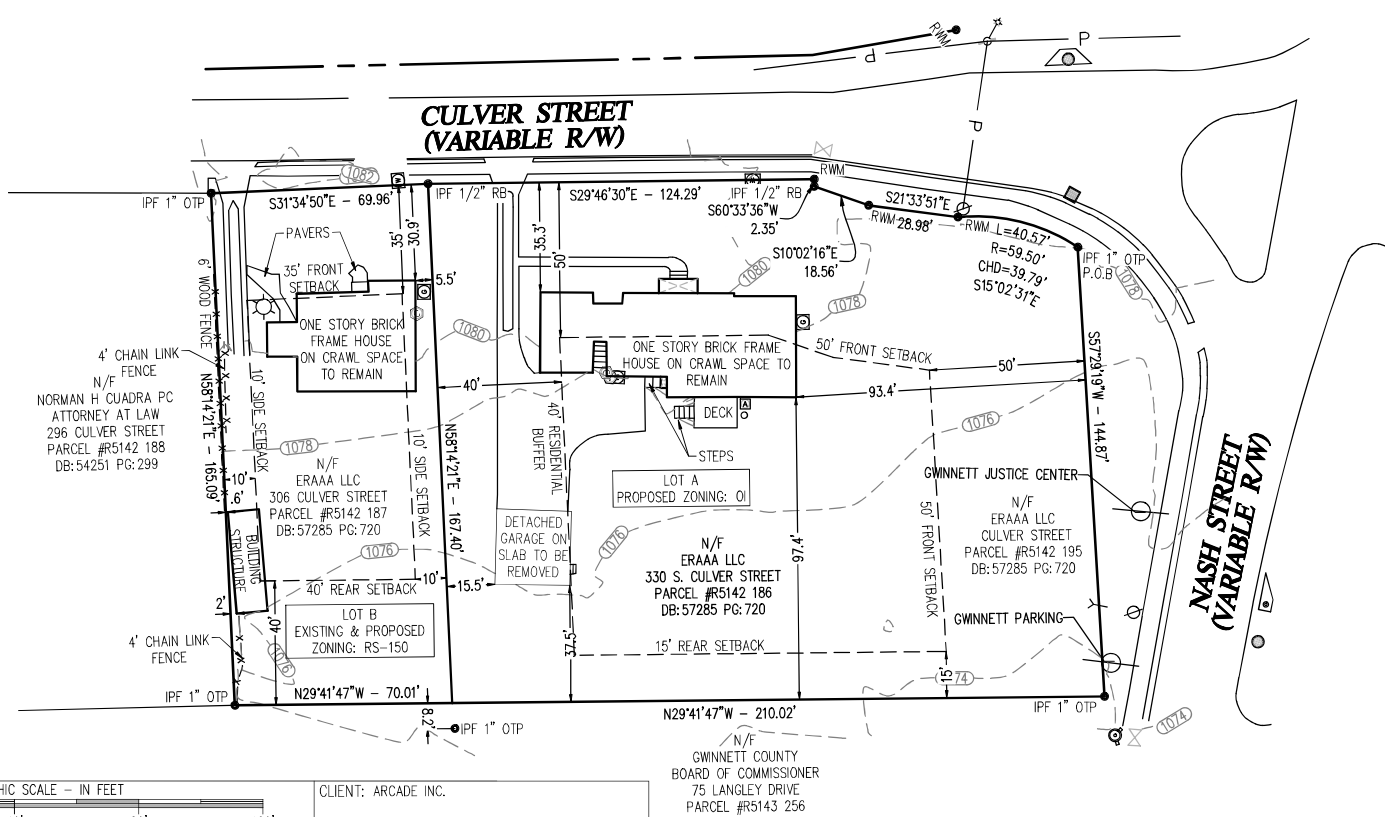 RWM
P
P
P
CULVER STREET
(VARIABLE R/W)
1082
W
W
RWM
IPF 1" OTP
S31°34'50"E - 69.96'
IPF 1/2" RB
S29°46'30"E - 124.29'
IPF 1/2" RB
S60°33'36"W
2.35'
S21°33'51"E
28.98'
RWM
RWM
L=40.57'
R=59.50'
CHD=39.79'
S15°02'31"E
IPF 1" OTP
P.O.B
S10°02'16"E
18.56'
PAVERS
35' FRONT
SETBACK
35'
30.9'
5.5'
35.3'
50'
1080
1078
1078
G
G
6' WOOD FENCE
ONE STORY BRICK
FRAME HOUSE
ON CRAWL SPACE
TO REMAIN
1080
ONE STORY BRICK FRAME
HOUSE ON CRAWL SPACE TO
REMAIN
50' FRONT SETBACK
50'
93.4'
S57°29'19"W - 144.87'
4' CHAIN LINK
FENCE
N/F
NORMAN H CUADRA PC
ATTORNEY AT LAW
296 CULVER STREET
PARCEL #R5142 188
DB: 54251 PG: 299
N58°14'21"E - 165.09'
10' SIDE SETBACK
40'
40' RESIDENTIAL
BUFFER
DECK
A
STEPS
1076
1078
10' SIDE SETBACK
N58°14'21"E - 167.40'
10'
.6'
N/F
ERAAA LLC
306 CULVER STREET
PARCEL #R5142 187
DB: 57285 PG: 720
LOT A
PROPOSED ZONING: OI
GWINNETT JUSTICE CENTER
N/F
ERAAA LLC
CULVER STREET
PARCEL #R5142 195
DB: 57285 PG: 720
NASH STREET
(VARIABLE R/W)
BUILDING
STRUCTURE
1076
DETACHED
GARAGE ON
SLAB TO BE
REMOVED
1076
N/F
ERAAA LLC
330 S. CULVER STREET
PARCEL #R5142 186
DB: 57285 PG: 720
97.4'
50' FRONT SETBACK
10'
15.5'
40' REAR SETBACK
2'
40'
LOT B
EXISTING & PROPOSED
ZONING: RS-150
GWINNETT PARKING
37.5'
15' REAR SETBACK
15'
1074
4' CHAIN LINK
FENCE
1076
IPF 1" OTP
N29°41'47"W - 70.01'
8.2'
IPF 1" OTP
N29°41'47"W - 210.02'
IPF 1" OTP
1074
N/F
GWINNETT COUNTY
BOARD OF COMMISSIONER
75 LANGLEY DRIVE
PARCEL #R5143 256
HIC SCALE - IN FEET
CLIENT: ARCADE INC.